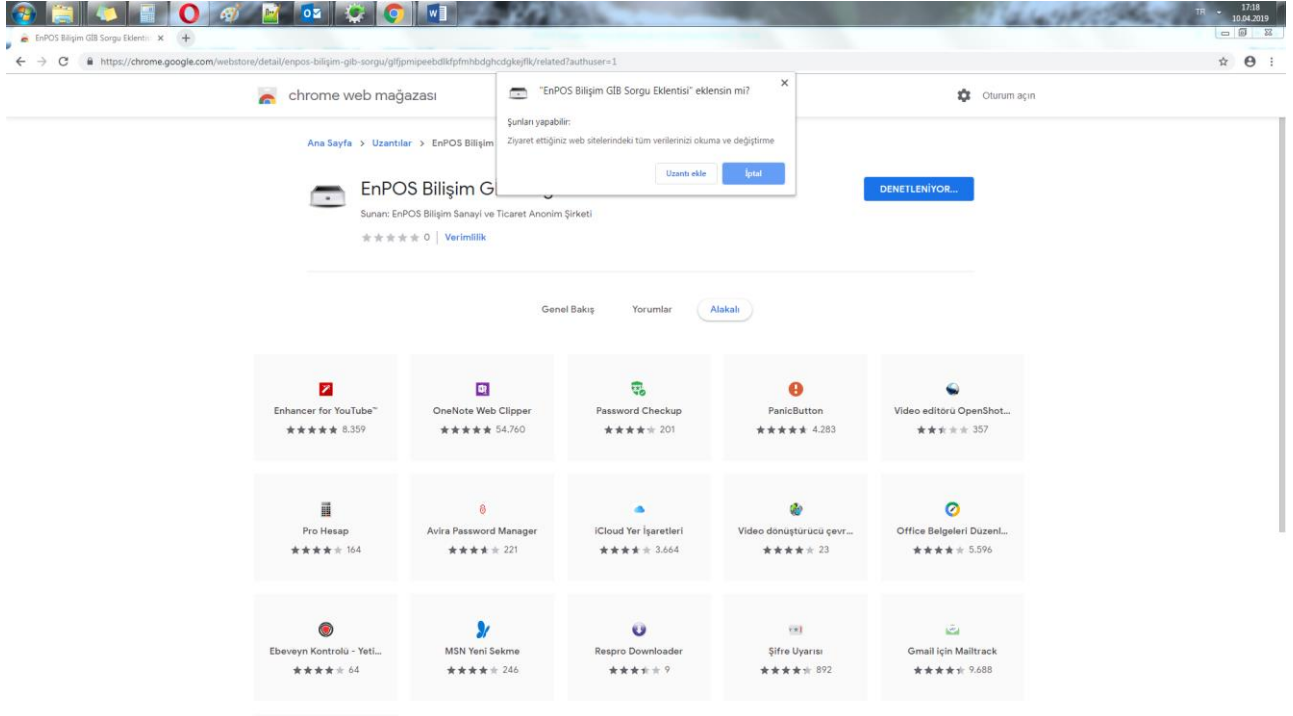 TR
17:18
10.04.2019
EnPOS Bilişim GİB Sorgu Eklenti
https://chrome.google.com/webstore/detail/enpos-bilişim-gib-sorgu/glfjpmipeebdlkfpfmhbdghcdgkejflk/related?authuser=1
chrome web mağazası
Oturum açın
"EnPOS Bilişim GİB Sorgu Eklentisi" eklensin mi?
Şunları yapabilir:
Ziyaret ettiğiniz web sitelerindeki tüm verilerinizi okuma ve değiştirme
Uzantı ekle
İptal
Ana Sayfa > Uzantılar > EnPOS Bilişim
EnPOS Bilişim G
DENETLENİYOR...
Sunan: EnPOS Bilişim Sanayi ve Ticaret Anonim Şirketi
0 | Verimlilik
Genel Bakış Yorumlar Alakalı
Enhancer for YouTube™
8.359
OneNote Web Clipper
54.760
Password Checkup
201
PanicButton
4.283
Video editörü OpenShot...
357
Pro Hesap
164
Avira Password Manager
221
iCloud Yer İşaretleri
3.664
Video dönüştürücü çevr...
23
Office Belgeleri Düzenl...
5.596
Ebeveyn Kontrolü - Yeti...
64
MSN Yeni Sekme
246
Respro Downloader
9
Şifre Uyarısı
892
Gmail için Mailtrack
9.688